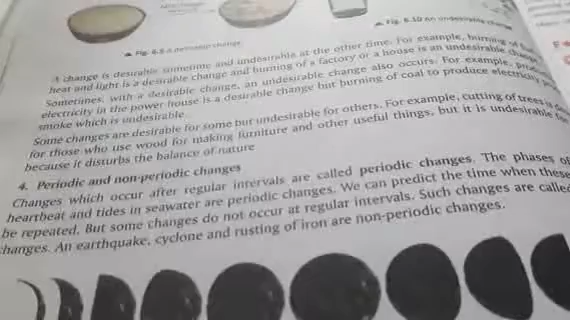 Fig. 6.9 A desirable change
Fig. 6.10 An undesirable change
A change is desirable sometime and undesirable at the other time. For example, burning of
heat and light is a desirable change and burning of a factory or a house is an undesirable change.
Sometimes, with a desirable change, an undesirable change also occurs. For example,
electricity in the power house is a desirable change but burning of coal to produce electricity
smoke which is undesirable.
Some changes are desirable for some but undesirable for others. For example, cutting of trees is
for those who use wood for making furniture and other useful things, but it is undesirable
because it disturbs the balance of nature
4. Periodic and non-periodic changes
Changes which occur after regular intervals are called periodic changes. The phases of
heartbeat and tides in seawater are periodic changes. We can predict the time when these
be repeated. But some changes do not occur at regular intervals. Such changes are called
changes. An earthquake, cyclone and rusting of iron are non-periodic changes.